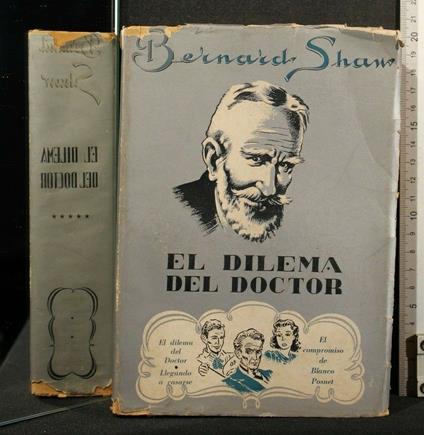 Bernard Shaw
EL DILEMA
DEL DOCTOR
El dilema
del
Doctor
•
Llegando
a casarse
El
compromiso
de
Blanco
Posnet
Bernard
Shaw
EL DILEMA
DEL DOCTOR
*****